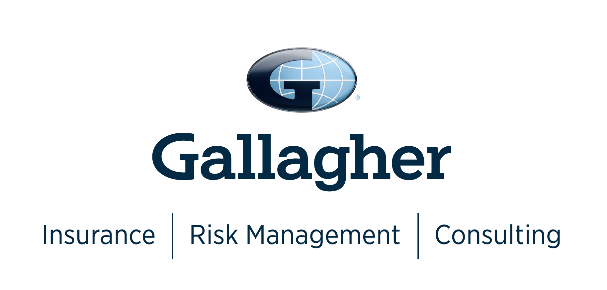 G
Gallagher
Insurance | Risk Management | Consulting